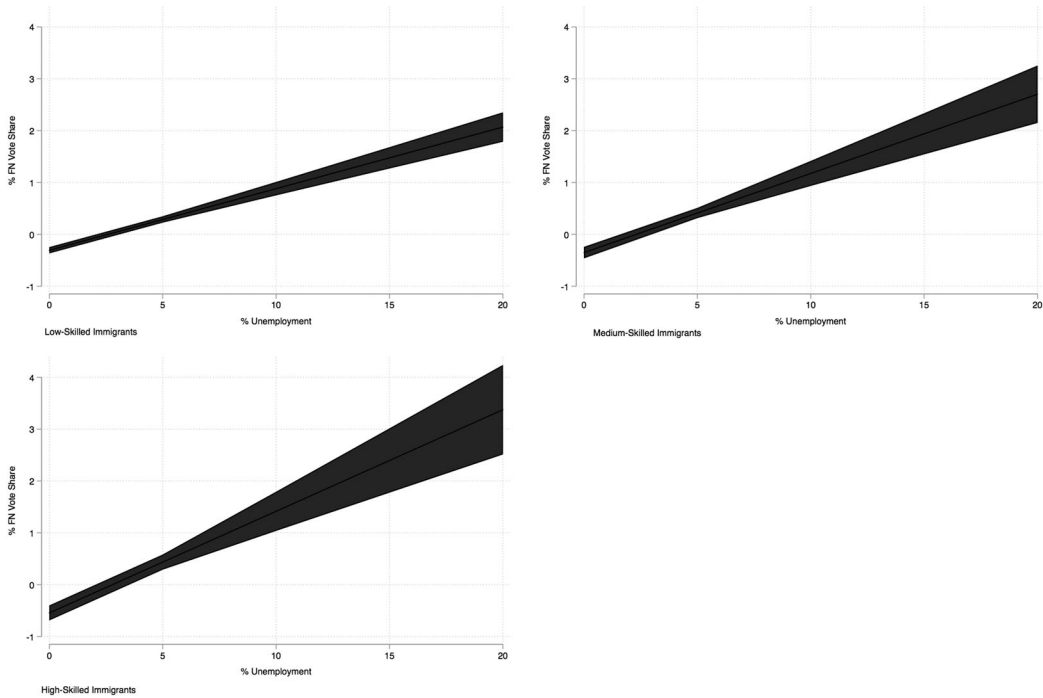 4
3
2
1
0
-1
% FN Vote Share
0 5 10 15 20
% Unemployment
Low-Skilled Immigrants
4
3
2
1
0
-1
% FN Vote Share
0 5 10 15 20
% Unemployment
Medium-Skilled Immigrants
4
3
2
1
0
-1
% FN Vote Share
0 5 10 15 20
% Unemployment
High-Skilled Immigrants